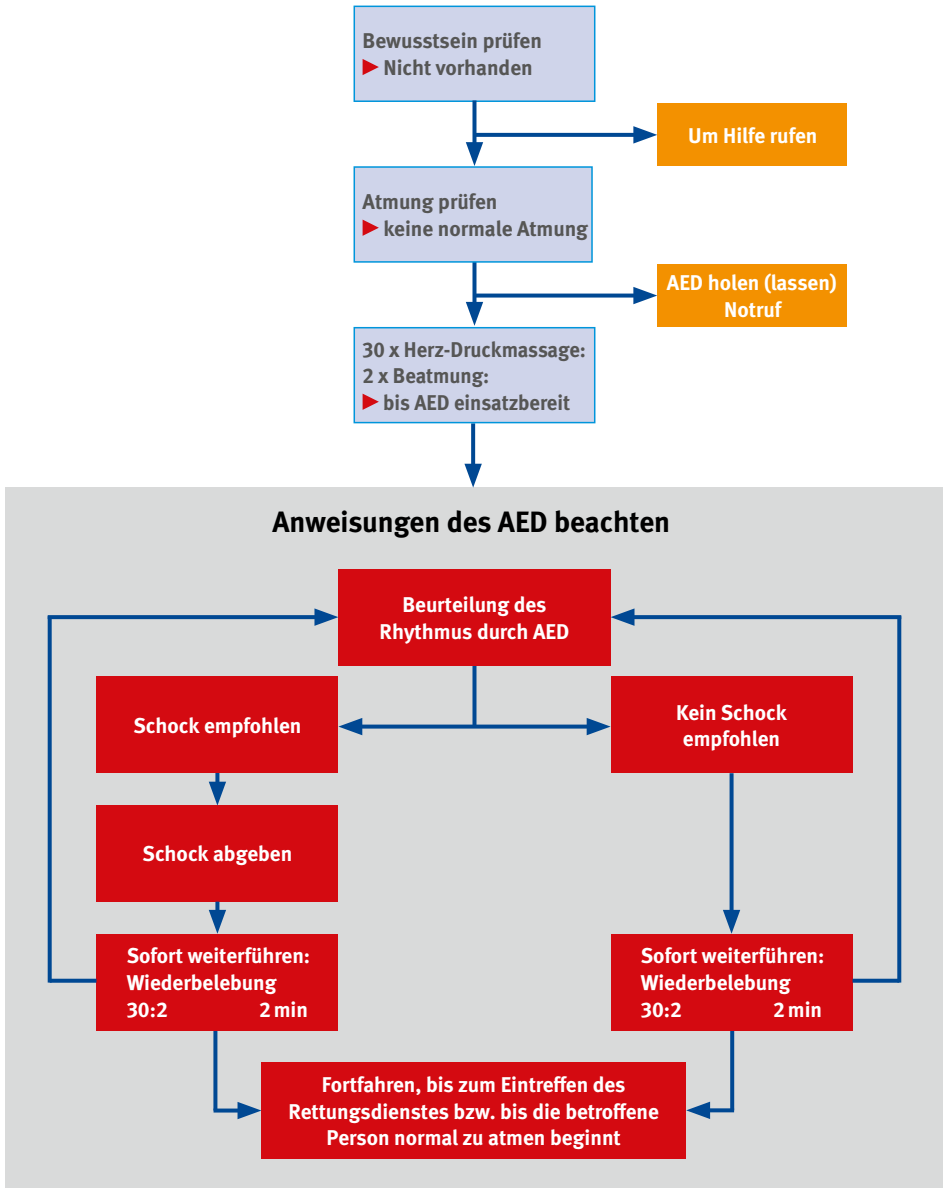 Bewusstsein prüfen
▶ Nicht vorhanden
Um Hilfe rufen
Atmung prüfen
▶ keine normale Atmung
AED holen (lassen)
Notruf
30 x Herz-Druckmassage:
2 x Beatmung:
▶ bis AED einsatzbereit
Anweisungen des AED beachten
Beurteilung des
Rhythmus durch AED
Schock empfohlen
Kein Schock
empfohlen
Schock abgeben
Sofort weiterführen:
Wiederbelebung
30:2 2 min
Sofort weiterführen:
Wiederbelebung
30:2 2 min
Fortfahren, bis zum Eintreffen des
Rettungsdienstes bzw. bis die betroffene
Person normal zu atmen beginnt